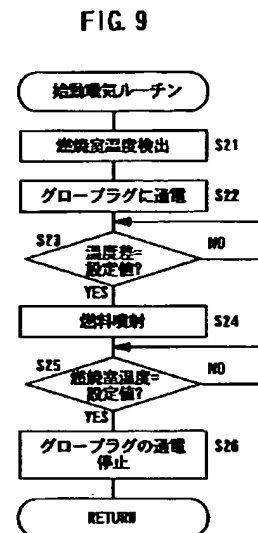 FIG. 9
始動暖気ルーチン
燃焼室温度検出
S21
グロープラグに通電
S22
S23
温度差=
設定値?
NO
YES
燃料噴射
S24
S25
燃焼室温度=
設定値?
NO
YES
グロープラグの通電
停止
S26
RETURN